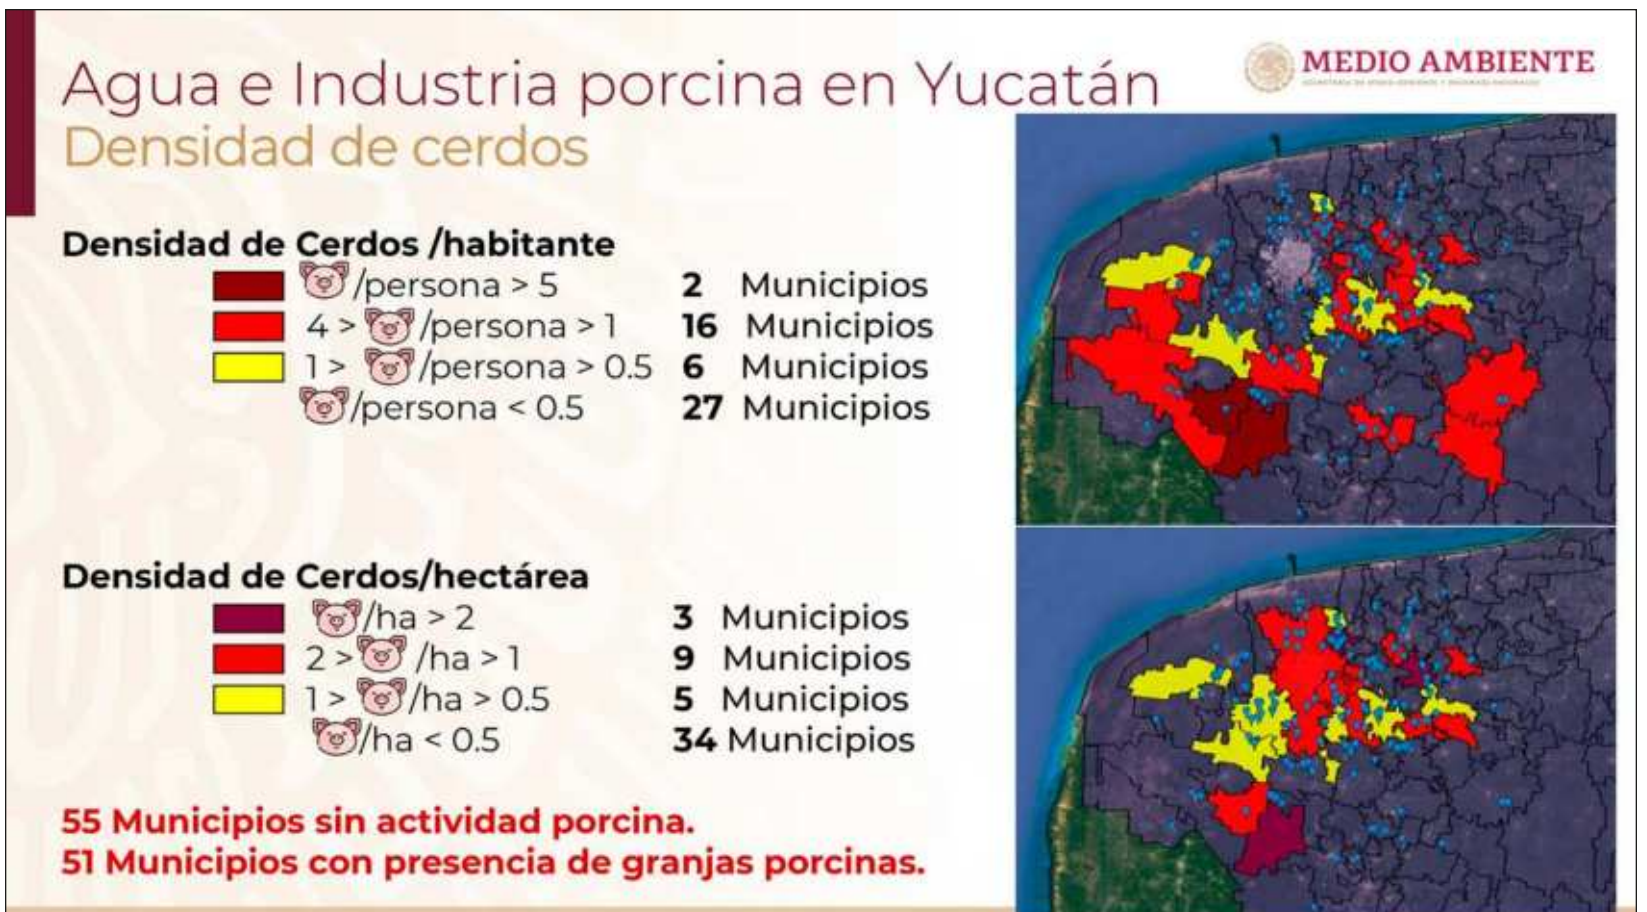 Agua e Industria porcina en Yucatán
Densidad de cerdos
MEDIO AMBIENTE
Densidad de Cerdos /habitante
/persona > 5 2 Municipios
4 > /persona > 1 16 Municipios
1 > /persona > 0.5 6 Municipios
/persona < 0.5 27 Municipios
Densidad de Cerdos/hectárea
/ha > 2 3 Municipios
2 > /ha > 1 9 Municipios
1 > /ha > 0.5 5 Municipios
/ha < 0.5 34 Municipios
55 Municipios sin actividad porcina.
51 Municipios con presencia de granjas porcinas.